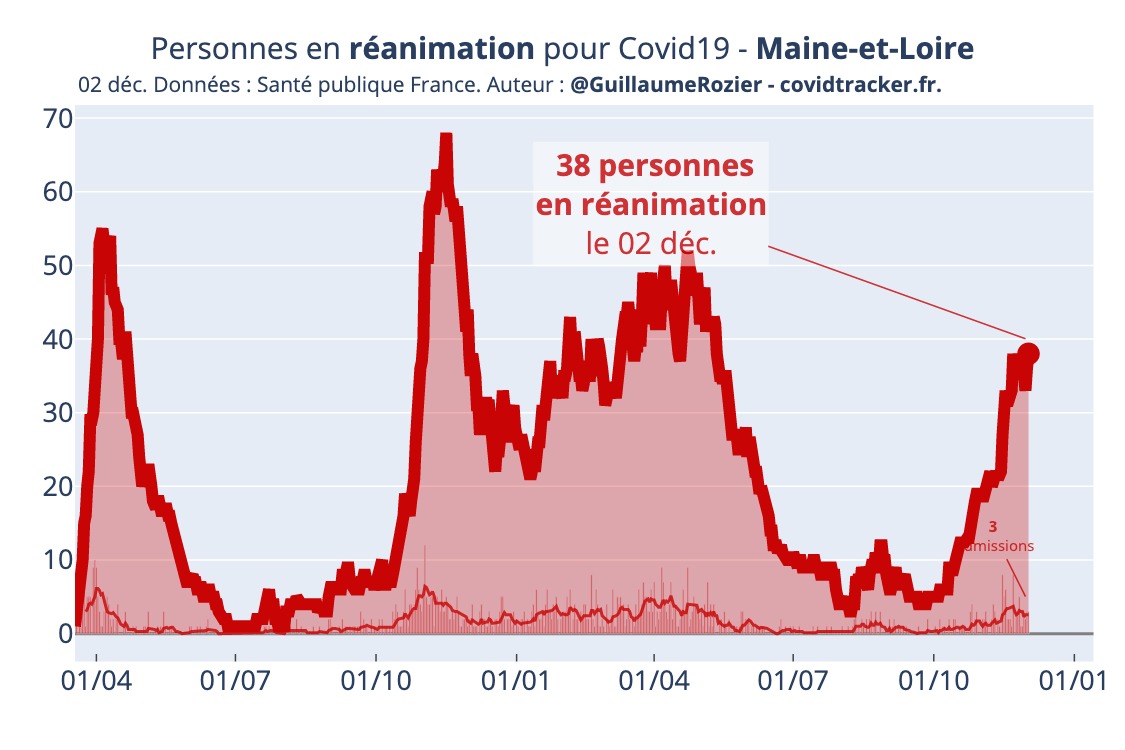 Personnes en réanimation pour Covid19 - Maine-et-Loire
02 déc. Données : Santé publique France. Auteur : @GuillaumeRozier - covidtracker.fr.
70
38 personnes
en réanimation
le 02 déc.
60
50
40
30
20
10
0
3
admissions
01/04
01/07
01/10
01/01
01/04
01/07
01/10
01/01